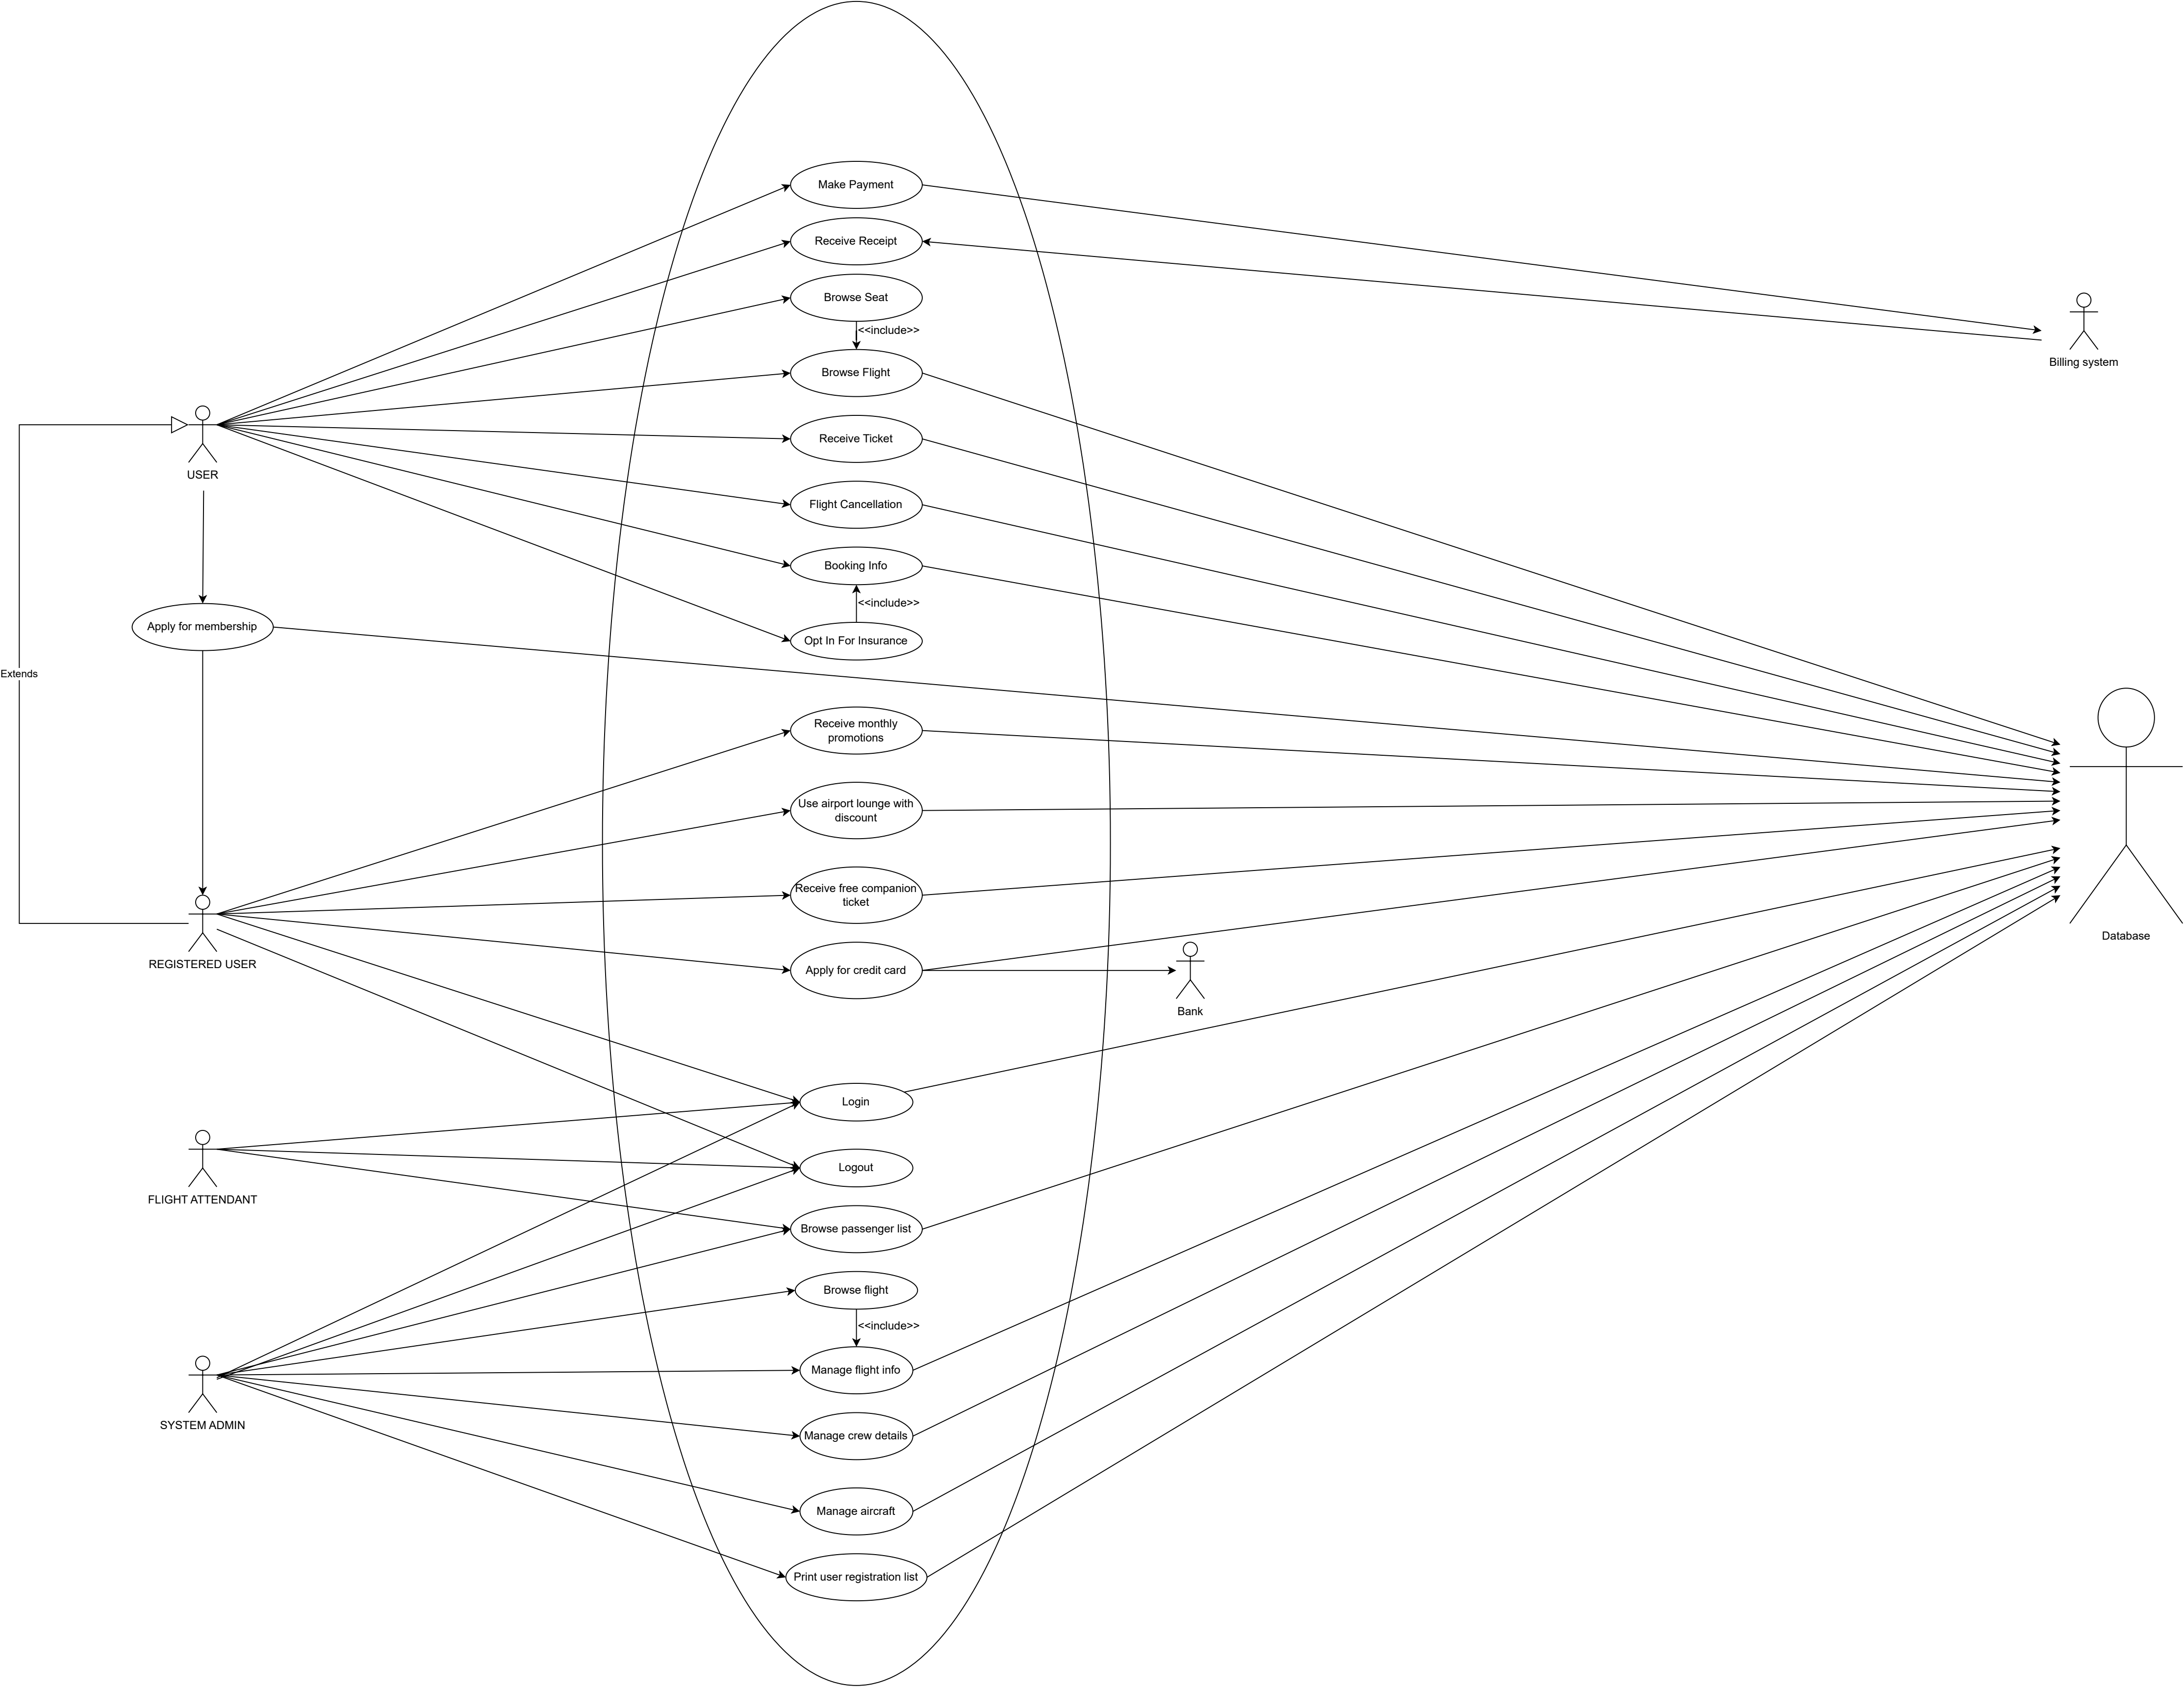 Make Payment
Receive Receipt
Browse Seat
<<include>>
Billing system
Browse Flight
Receive Ticket
USER
Flight Cancellation
Booking Info
<<include>>
Apply for membership
Opt In For Insurance
Extends
Receive monthly
promotions
Use airport lounge with
discount
Receive free companion
ticket
Database
REGISTERED USER
Apply for credit card
Bank
Login
Logout
FLIGHT ATTENDANT
Browse passenger list
Browse flight
<<include>>
Manage flight info
SYSTEM ADMIN
Manage crew details
Manage aircraft
Print user registration list